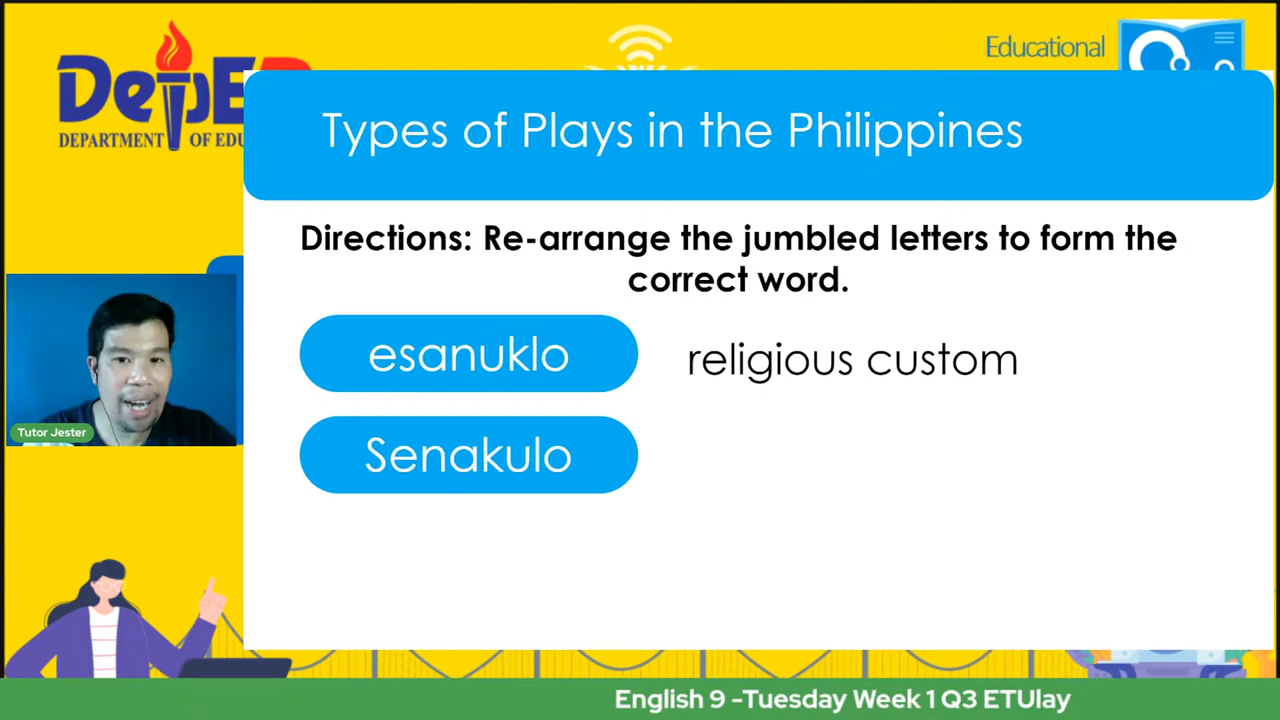 DepED
DEPARTMENT OF EDU
Educational
Types of Plays in the Philippines
Directions: Re-arrange the jumbled letters to form the
correct word.
esanuklo
religious custom
Senakulo
Tutor Jester
English 9 -Tuesday Week 1 Q3 ETUlay